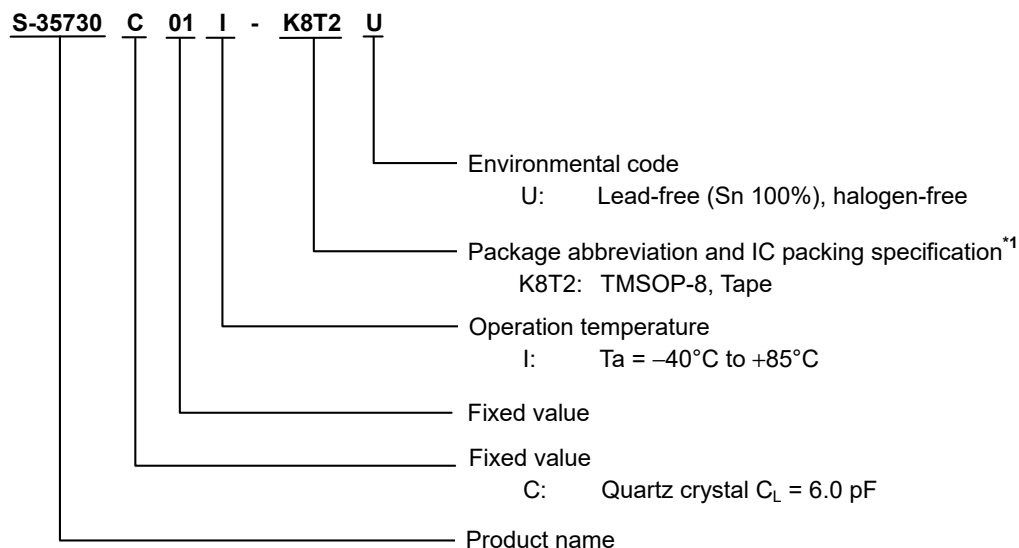 S-35730 C 01 I - K8T2 U
Environmental code
U: Lead-free (Sn 100%), halogen-free
Package abbreviation and IC packing specification*1
K8T2: TMSOP-8, Tape
Operation temperature
I: Ta = −40°C to +85°C
Fixed value
Fixed value
C: Quartz crystal CL = 6.0 pF
Product name